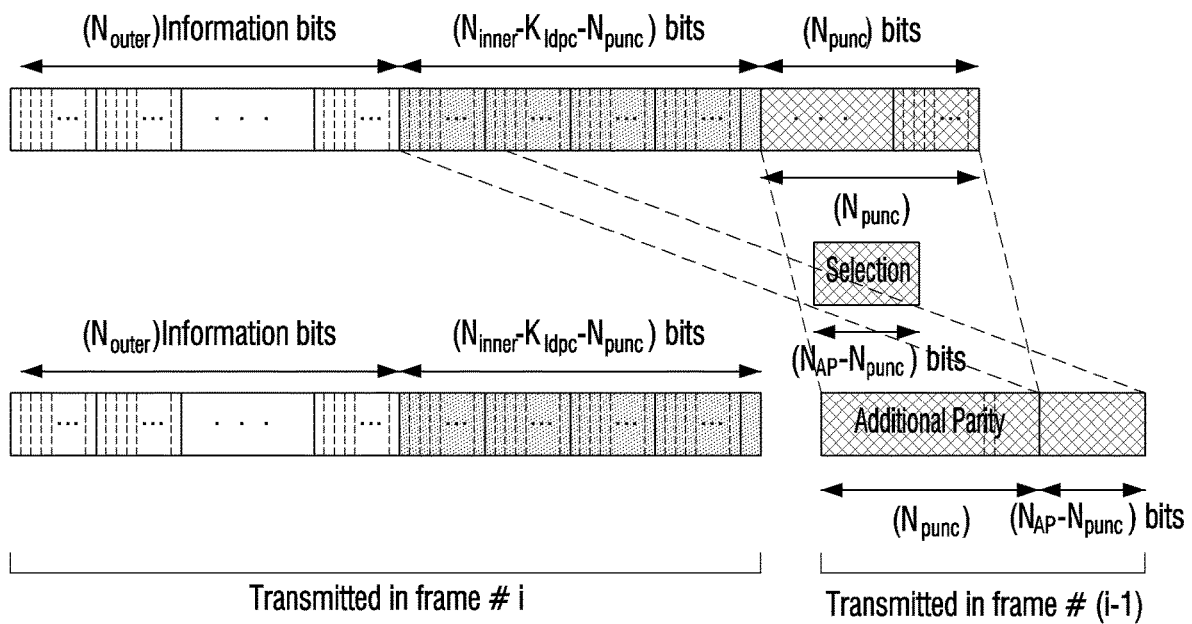 (N_outer)Information bits
(N_inner-K_ldpc-N_punc) bits
(N_punc) bits
... ... . . . ... ... ... ... ... . . . ...
(N_punc)
Selection
(N_AP-N_punc) bits
(N_outer)Information bits
(N_inner-K_ldpc-N_punc) bits
... ... . . . ... ... ... ... ...
Additional Parity
(N_punc)
(N_AP-N_punc) bits
Transmitted in frame # i
Transmitted in frame # (i-1)